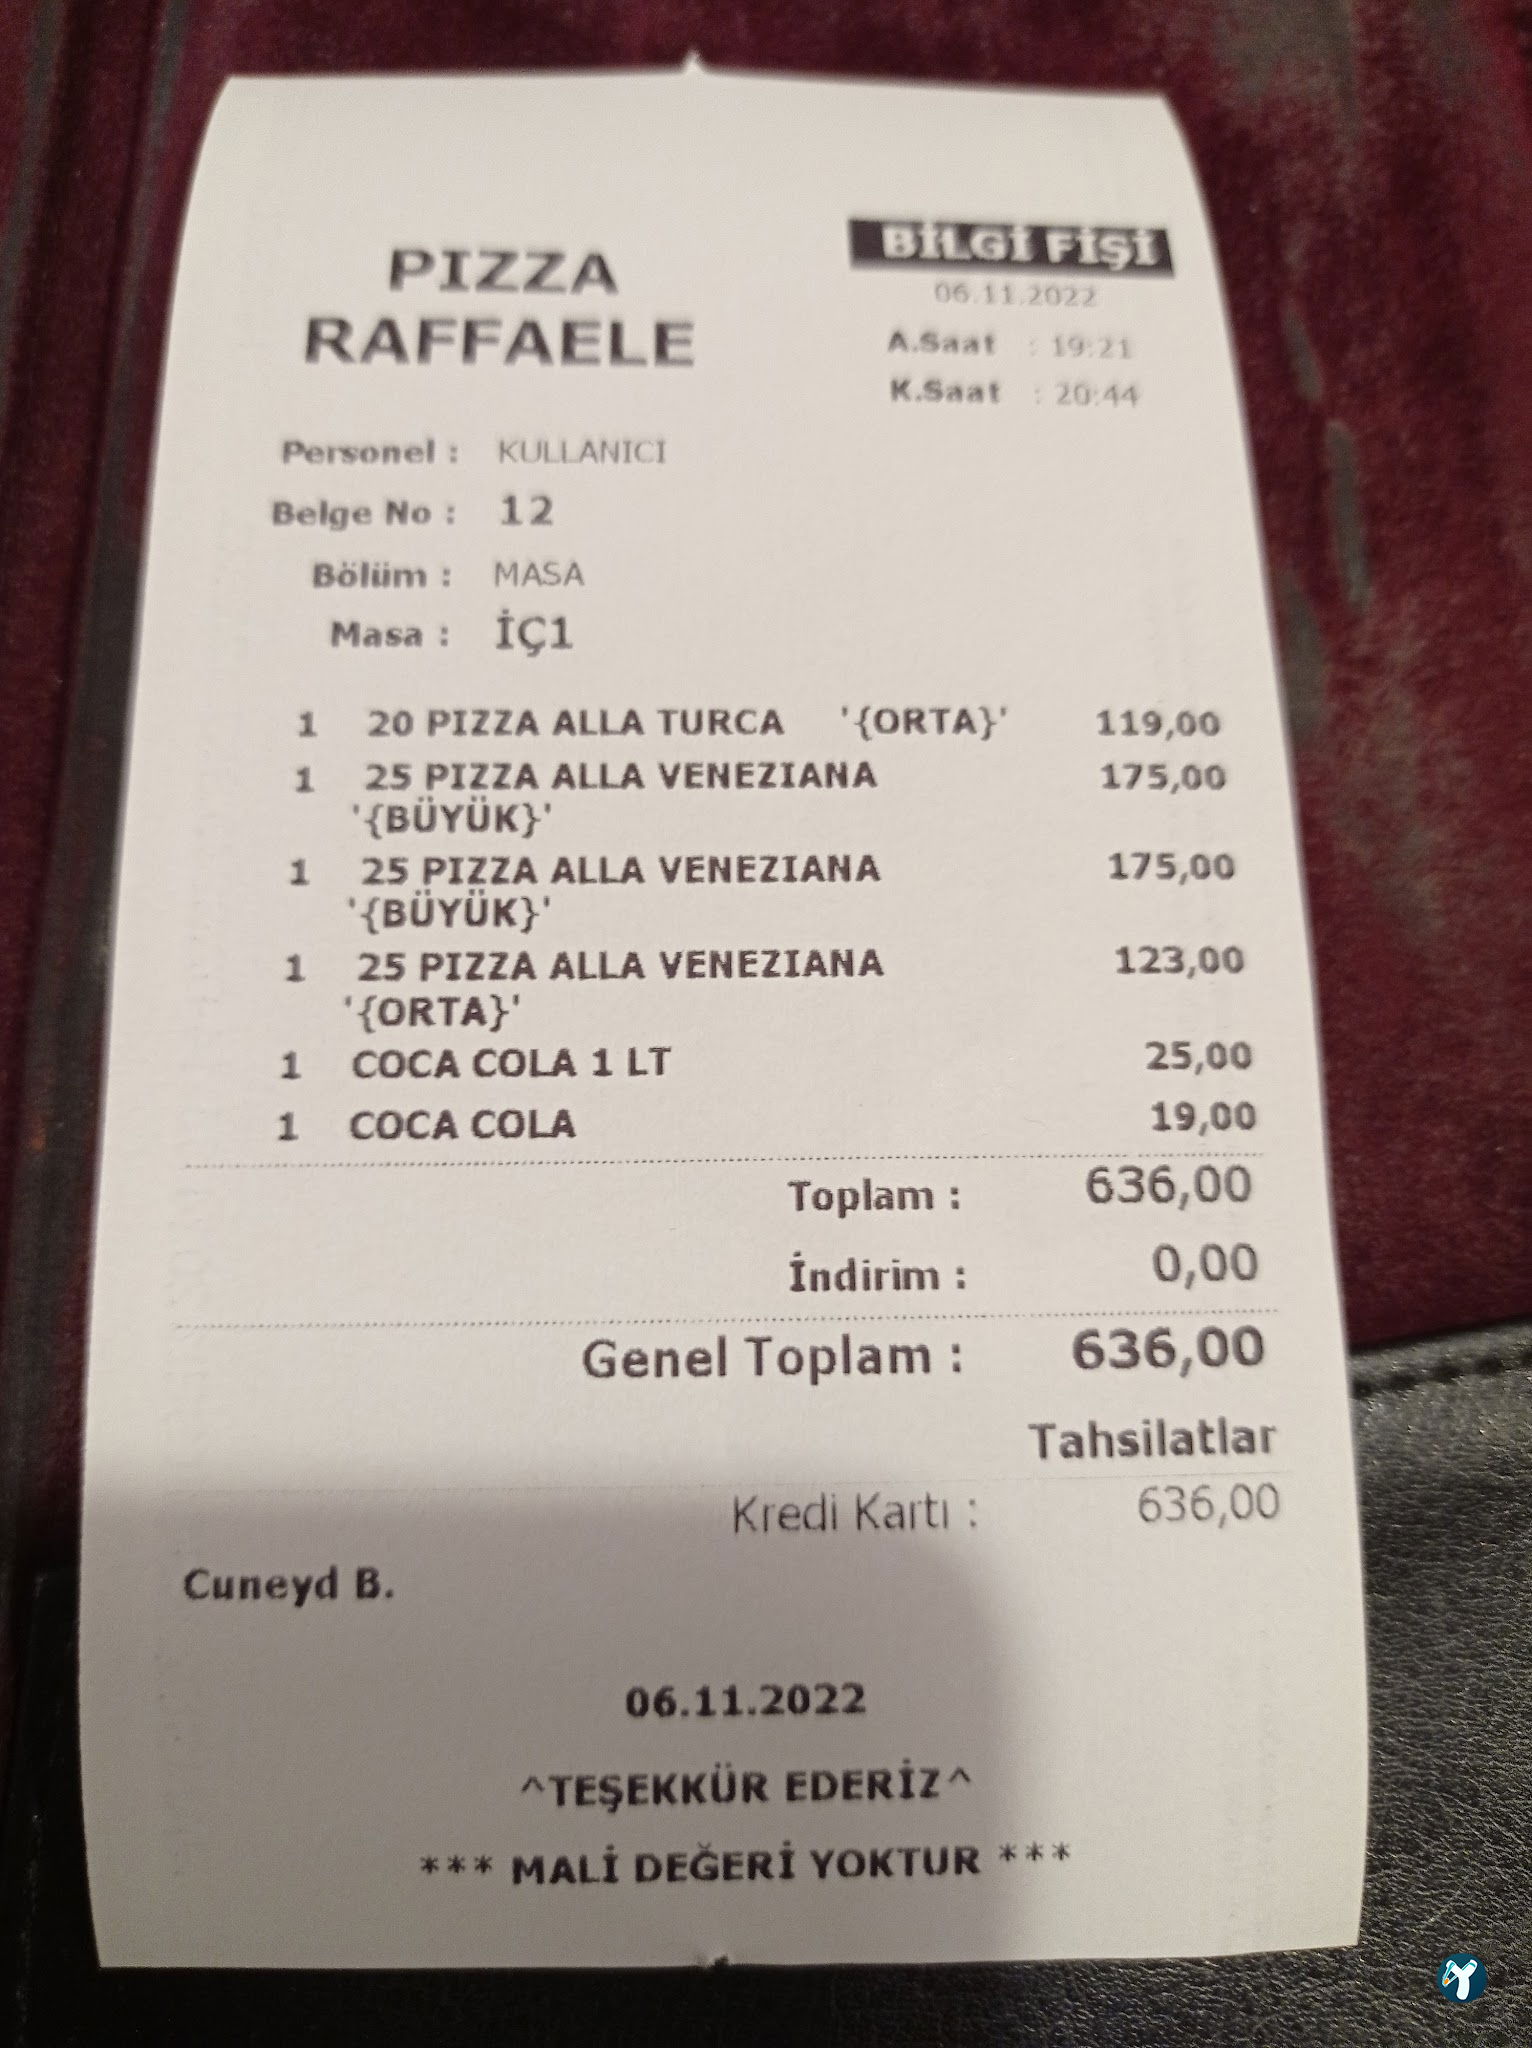 PIZZA
RAFFAELE
BİLGİ FİŞİ
06.11.2022
A.Saat : 19:21
K.Saat : 20:44
Personel : KULLANICI
Belge No : 12
Bölüm : MASA
Masa : İÇ1
1 20 PIZZA ALLA TURCA '{ORTA}' 119,00
1 25 PIZZA ALLA VENEZIANA 175,00
'{BÜYÜK}'
1 25 PIZZA ALLA VENEZIANA 175,00
'{BÜYÜK}'
1 25 PIZZA ALLA VENEZIANA 123,00
'{ORTA}'
1 COCA COLA 1 LT 25,00
1 COCA COLA 19,00
Toplam : 636,00
İndirim : 0,00
Genel Toplam : 636,00
Tahsilatlar
Kredi Kartı : 636,00
Cuneyd B.
06.11.2022
^TEŞEKKÜR EDERİZ^
*** MALİ DEĞERİ YOKTUR ***